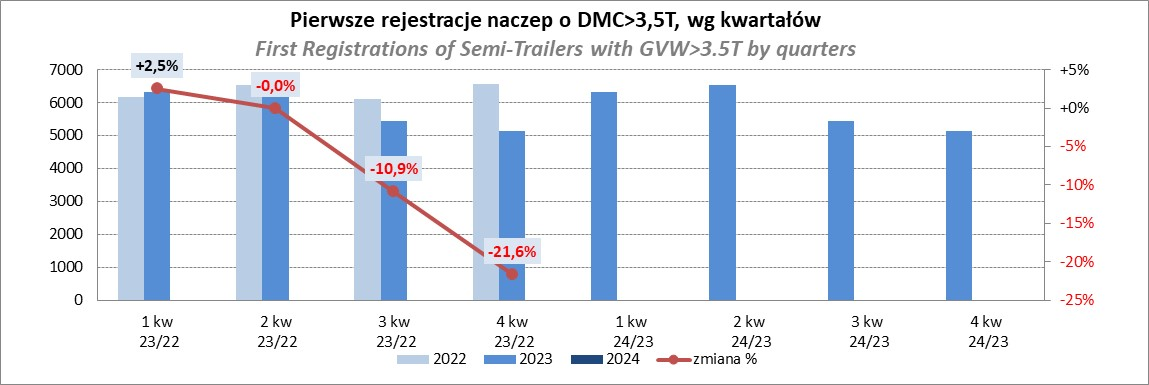 Pierwsze rejestracje naczep o DMC>3,5T, wg kwartałów
First Registrations of Semi-Trailers with GVW>3.5T by quarters
7000
6000
5000
4000
3000
2000
1000
0
+2,5%
-0,0%
-10,9%
-21,6%
+5%
+0%
-5%
-10%
-15%
-20%
-25%
1 kw
23/22
2 kw
23/22
3 kw
23/22
4 kw
23/22
1 kw
24/23
2 kw
24/23
3 kw
24/23
4 kw
24/23
2022
2023
2024
zmiana %